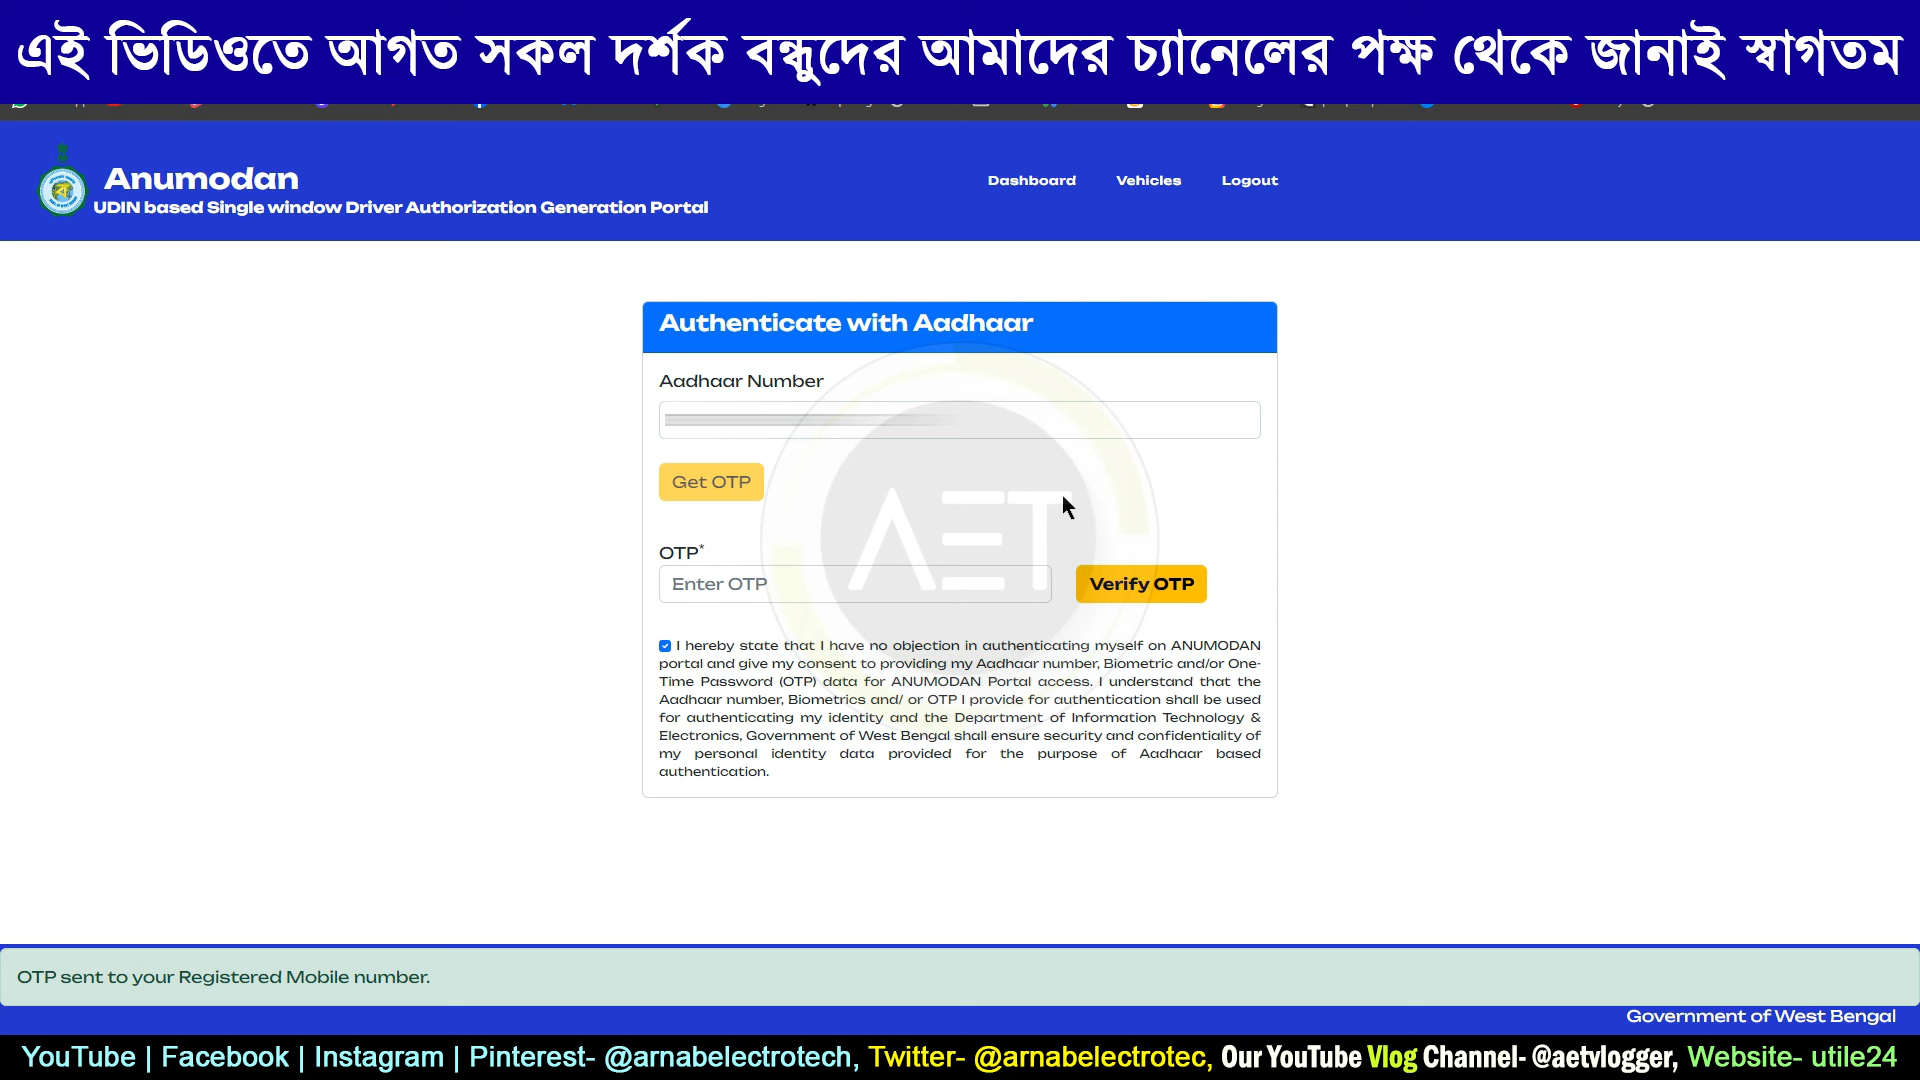 এই ভিডিওতে আগত সকল দর্শক বন্ধুদের আমাদের চ্যানেলের পক্ষ থেকে জানাই স্বাগতম
Anumodan
UDIN based Single window Driver Authorization Generation Portal
Dashboard Vehicles Logout
Authenticate with Aadhaar
Aadhaar Number
Get OTP
AET
OTP*
Enter OTP Verify OTP
I hereby state that I have no objection in authenticating myself on ANUMODAN
portal and give my consent to providing my Aadhaar number, Biometric and/or One-
Time Password (OTP) data for ANUMODAN Portal access. I understand that the
Aadhaar number, Biometrics and/ or OTP I provide for authentication shall be used
for authenticating my identity and the Department of Information Technology &
Electronics, Government of West Bengal shall ensure security and confidentiality of
my personal identity data provided for the purpose of Aadhaar based
authentication.
OTP sent to your Registered Mobile number.
Government of West Bengal
YouTube | Facebook | Instagram | Pinterest- @arnabelectrotech, Twitter- @arnabelectrotec, Our YouTube Vlog Channel- @aetvlogger, Website- utile24